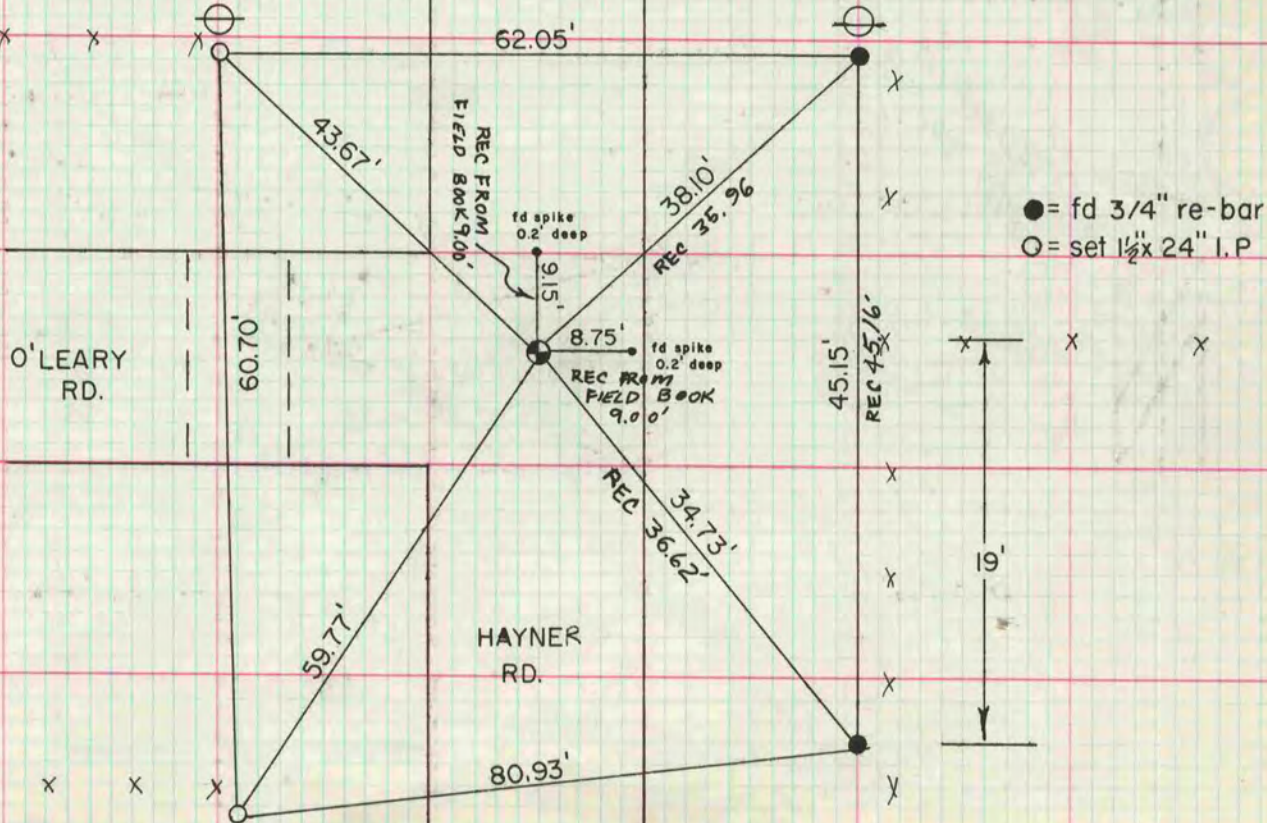 62.05'
43.67'
38.10'
REC 35.96
REC FROM
FIELD BOOK 9.00'
fd spike
0.2' deep
9.15'
● = fd 3/4" re-bar
○ = set 1½" x 24" I.P
8.75'
fd spike
0.2' deep
REC FROM
FIELD BOOK
9.00'
O'LEARY
RD.
60.70'
45.15'
REC 45.16'
34.73'
REC 36.62'
19'
59.77'
HAYNER
RD.
80.93'